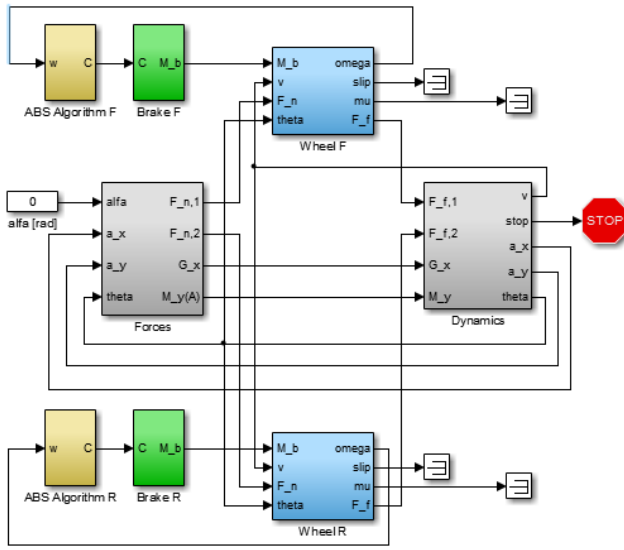 w C
ABS Algorithm F
C M_b
Brake F
M_b omega
v slip
F_n mu
theta F_f
Wheel F
0
alfa [rad]
alfa F_n,1
a_x F_n,2
a_y G_x
theta M_y(A)
Forces
F_f,1 v
F_f,2 stop
G_x a_x
M_y a_y
theta
Dynamics
STOP
w C
ABS Algorithm R
C M_b
Brake R
M_b omega
v slip
F_n mu
theta F_f
Wheel R